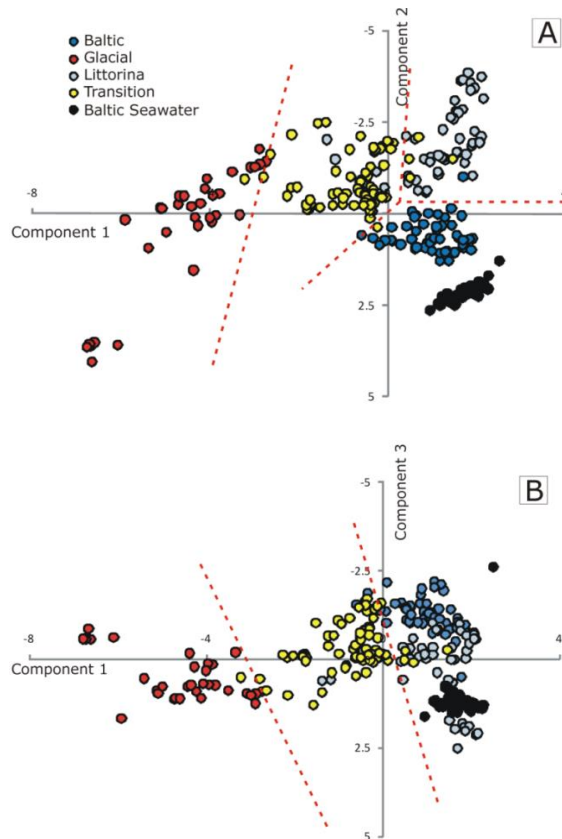 A
Baltic
Glacial
Littorina
Transition
Baltic Seawater
Component 2
-5
-2.5
-8
4
Component 1
2.5
5
B
Component 3
-5
-2.5
-8
-4
4
Component 1
2.5
5